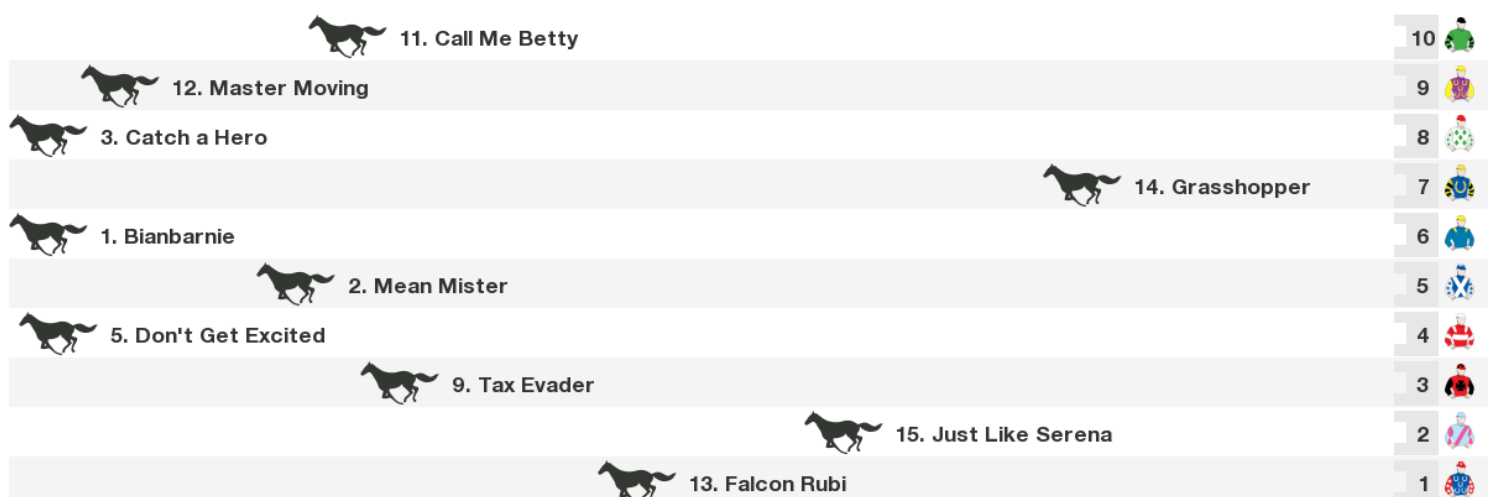 11. Call Me Betty 10
12. Master Moving 9
3. Catch a Hero 8
14. Grasshopper 7
1. Bianbarnie 6
2. Mean Mister 5
5. Don't Get Excited 4
9. Tax Evader 3
15. Just Like Serena 2
13. Falcon Rubi 1